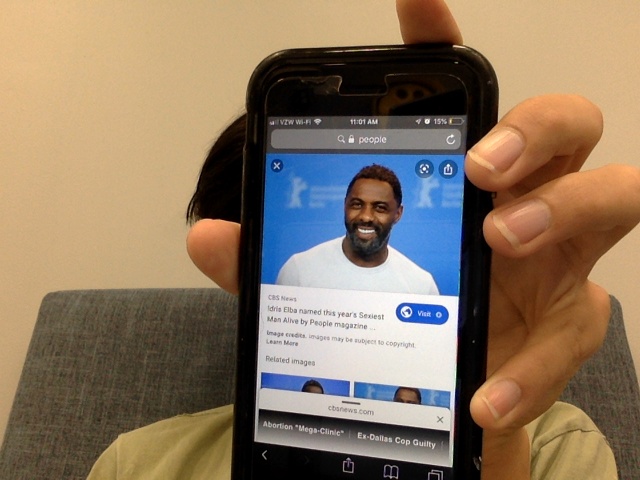 VZW Wi-Fi 11:01 AM 15%
people
CBS News
Idris Elba named this year's Sexiest
Man Alive by People magazine ...
Visit
Image credits. Images may be subject to copyright.
Learn More
Related images
cbsnews.com
Abortion "Mega-Clinic" Ex-Dallas Cop Guilty